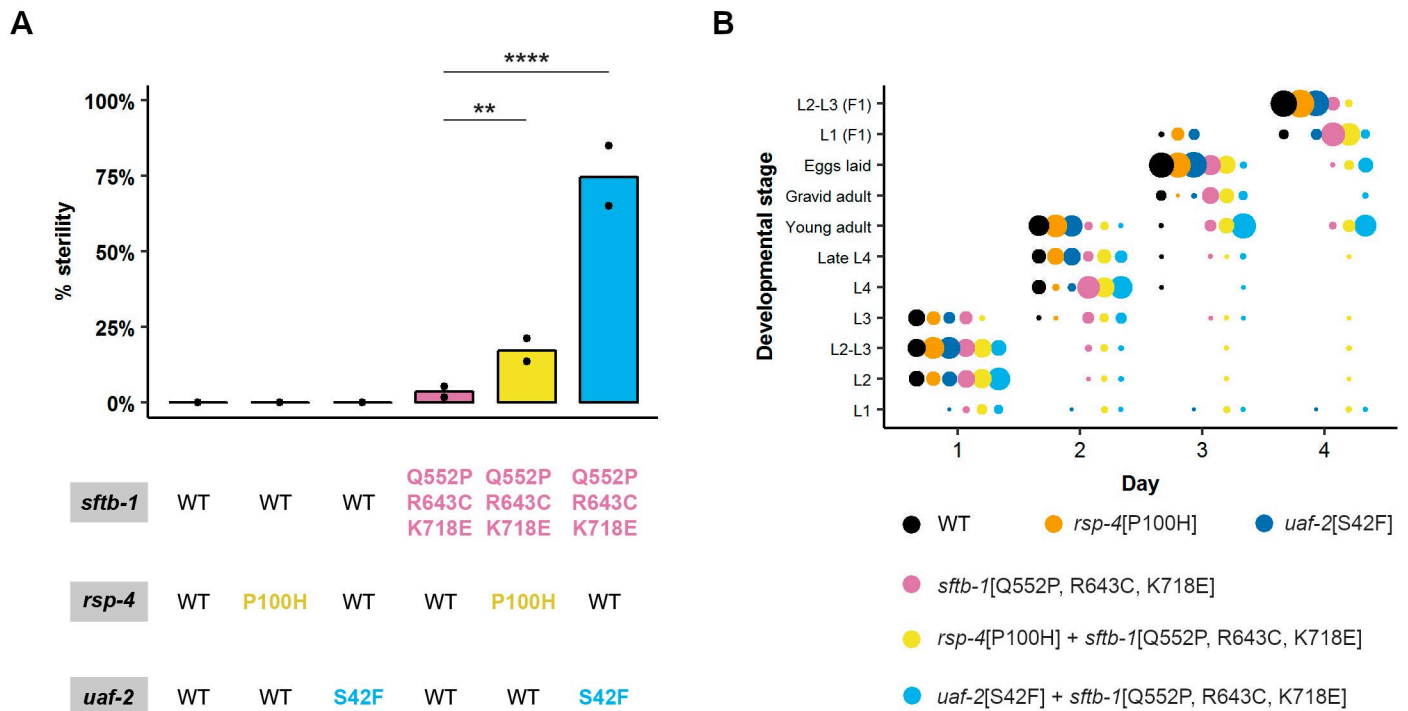 A
% sterility
100%
75%
50%
25%
0%
**
****
sftb-1
WT
WT
WT
Q552P
R643C
K718E
Q552P
R643C
K718E
Q552P
R643C
K718E
rsp-4
WT
P100H
WT
WT
P100H
WT
uaf-2
WT
WT
S42F
WT
WT
S42F
B
Developmental stage
L2-L3 (F1)
L1 (F1)
Eggs laid
Gravid adult
Young adult
Late L4
L4
L3
L2-L3
L2
L1
1
2
3
4
Day
WT
rsp-4[P100H]
uaf-2[S42F]
sftb-1[Q552P, R643C, K718E]
rsp-4[P100H] + sftb-1[Q552P, R643C, K718E]
uaf-2[S42F] + sftb-1[Q552P, R643C, K718E]